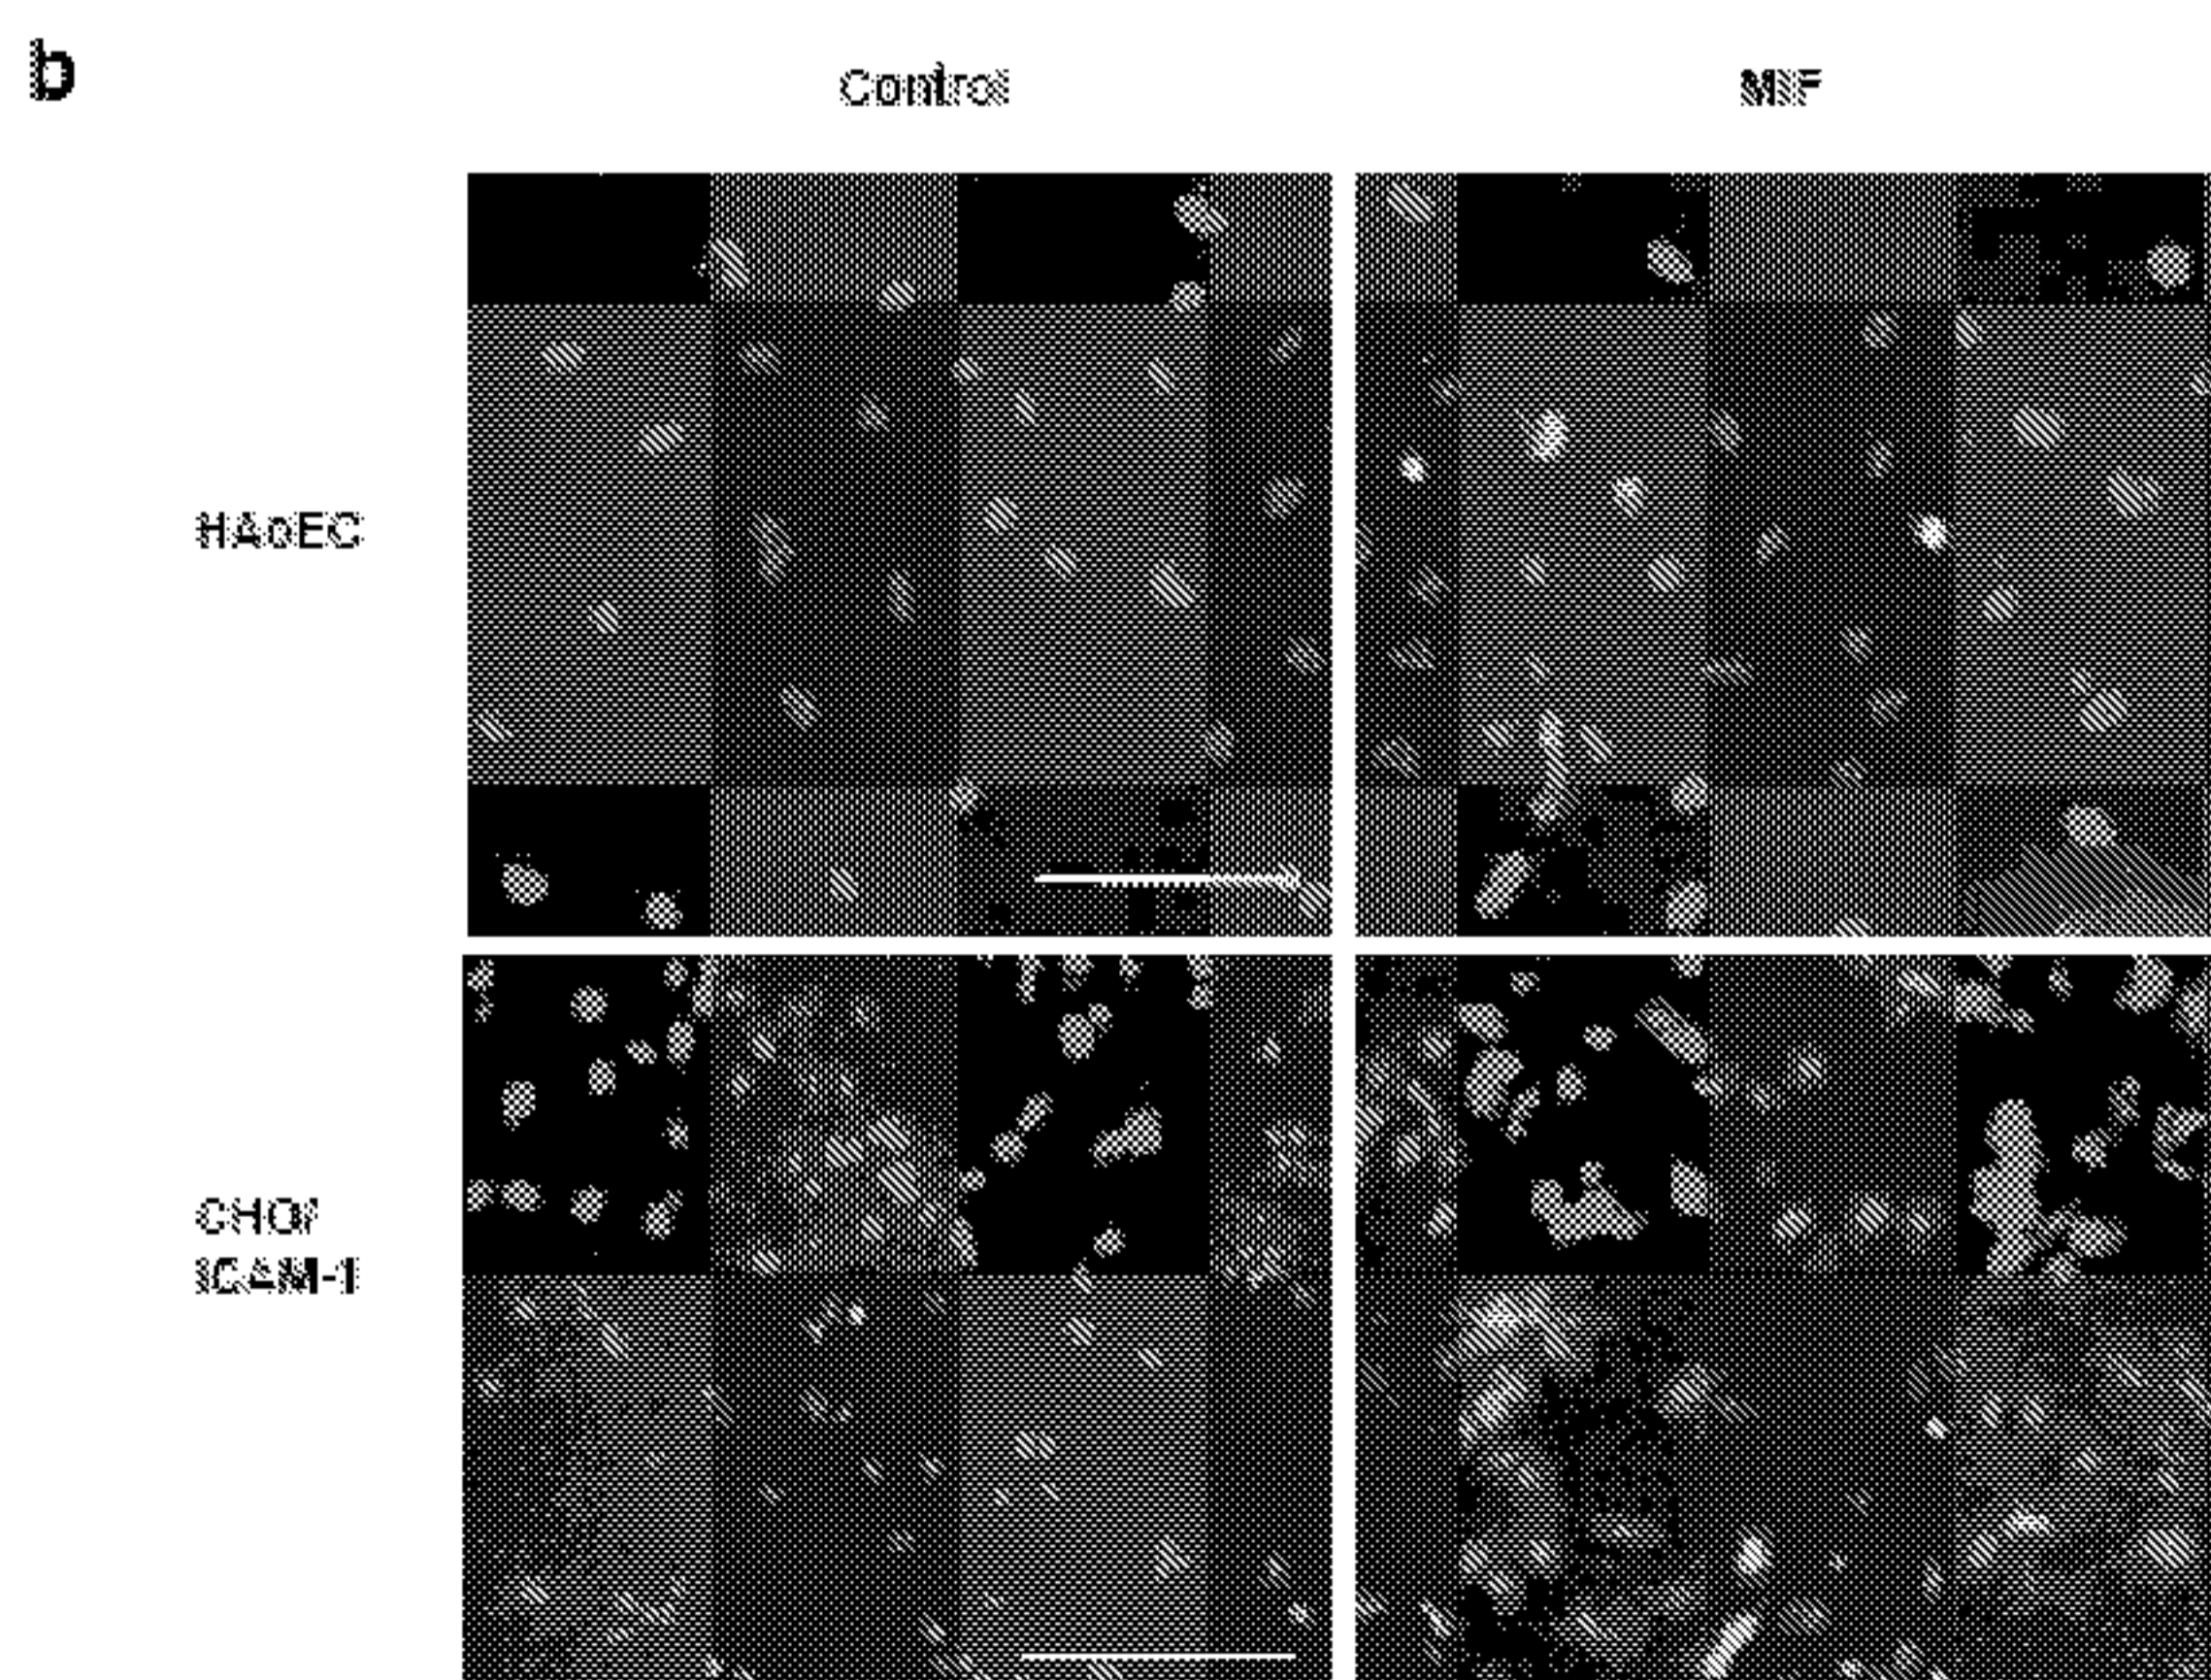 b
Control
MIF
HAoEC
CHO/
ICAM-1